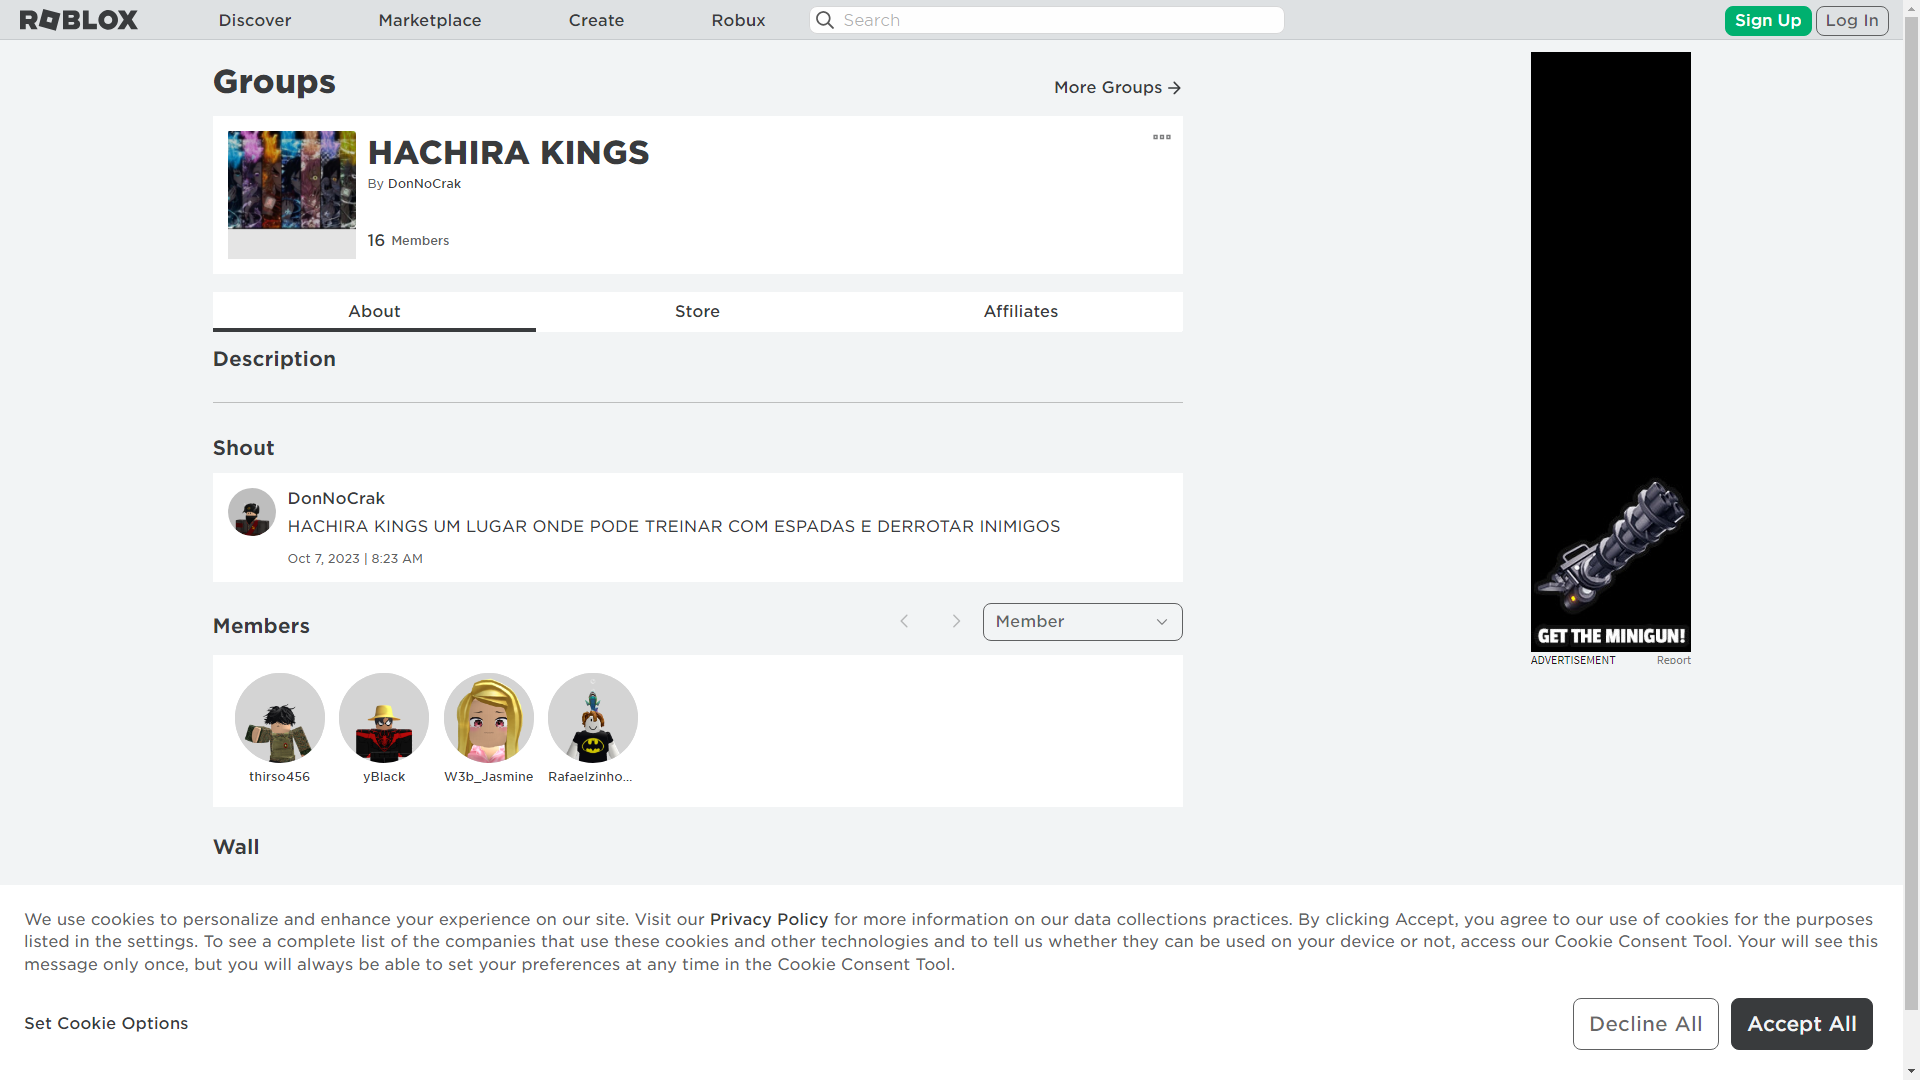 ROBLOX
Discover
Marketplace
Create
Robux
Search
Sign Up
Log In
Groups
More Groups
HACHIRA KINGS
By DonNoCrak
16 Members
About
Store
Affiliates
Description
Shout
DonNoCrak
HACHIRA KINGS UM LUGAR ONDE PODE TREINAR COM ESPADAS E DERROTAR INIMIGOS
Oct 7, 2023 | 8:23 AM
Members
Member
thirso456
yBlack
W3b_Jasmine
Rafaelzinho...
Wall
GET THE MINIGUN!
ADVERTISEMENT
Report
We use cookies to personalize and enhance your experience on our site. Visit our Privacy Policy for more information on our data collections practices. By clicking Accept, you agree to our use of cookies for the purposes
listed in the settings. To see a complete list of the companies that use these cookies and other technologies and to tell us whether they can be used on your device or not, access our Cookie Consent Tool. Your will see this
message only once, but you will always be able to set your preferences at any time in the Cookie Consent Tool.
Set Cookie Options
Decline All
Accept All